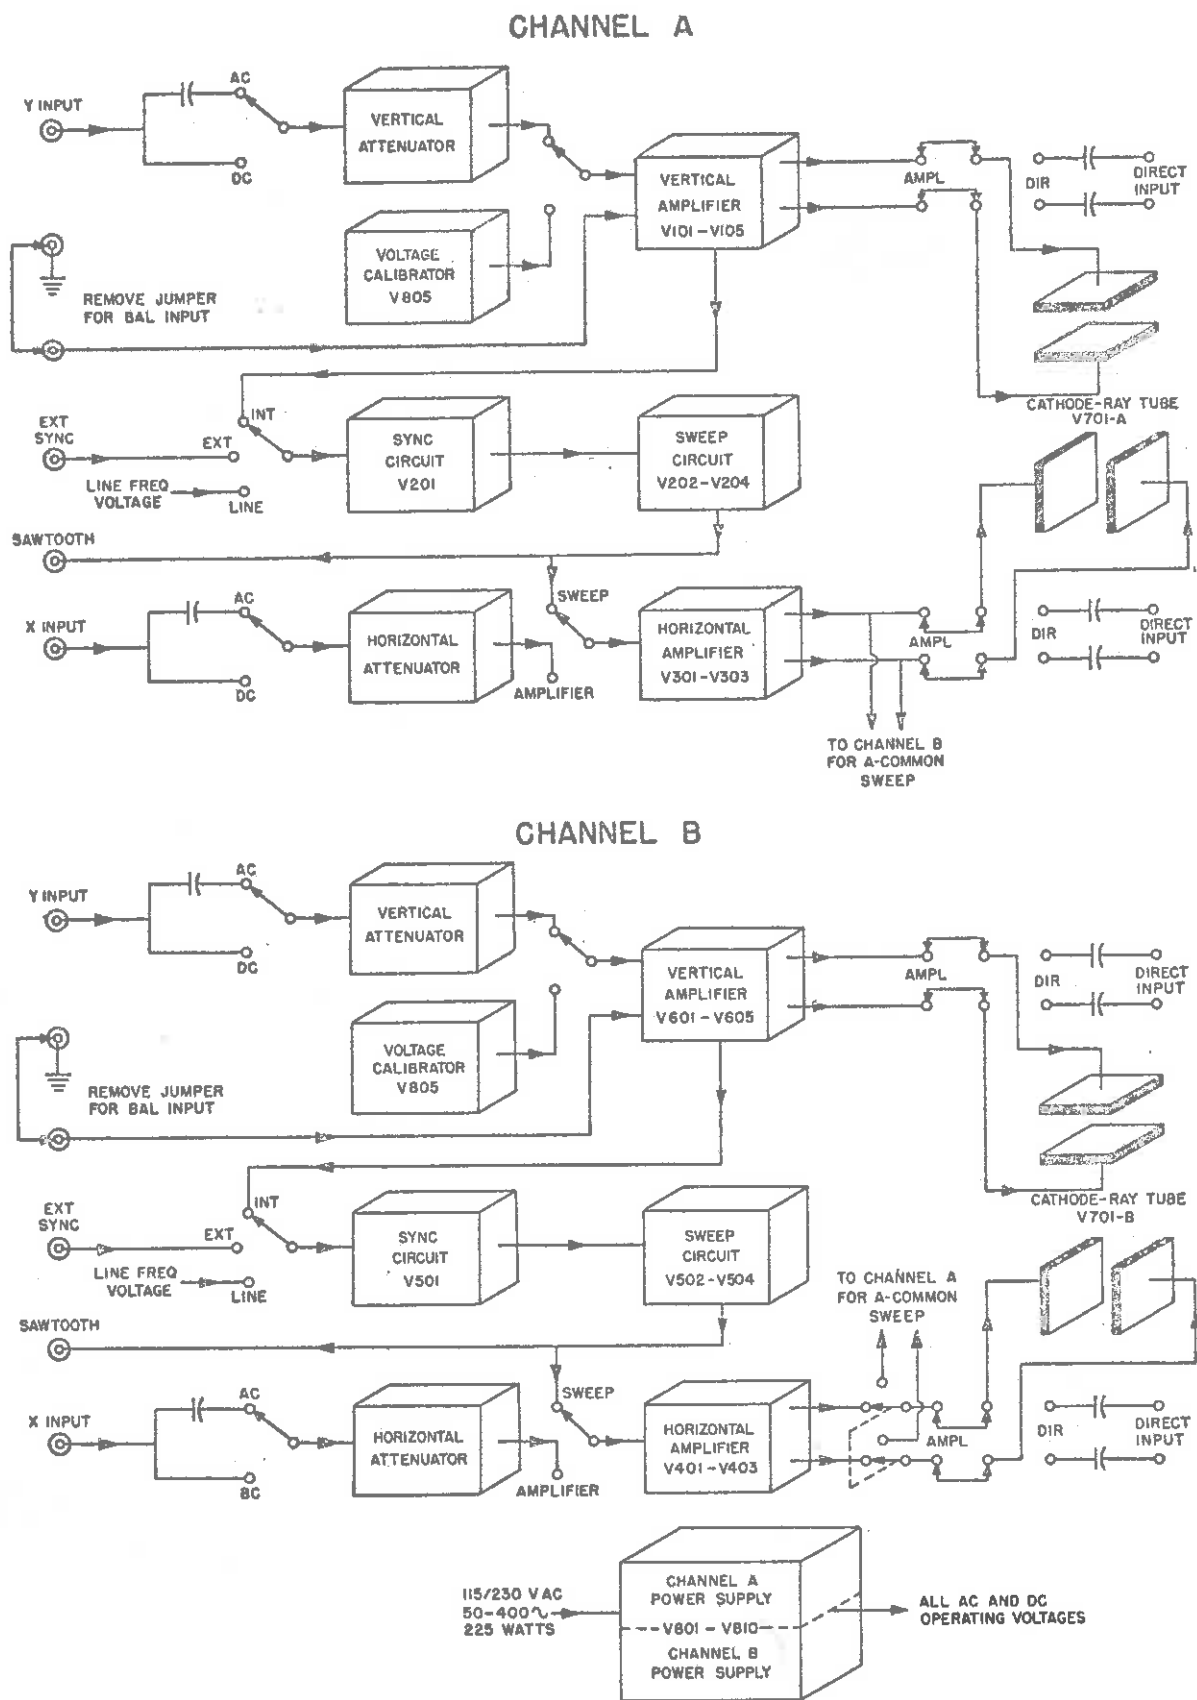 CHANNEL A
Y INPUT
AC
DC
VERTICAL
ATTENUATOR
VOLTAGE
CALIBRATOR
V805
VERTICAL
AMPLIFIER
V101-V105
AMPL
DIR
DIRECT
INPUT
REMOVE JUMPER
FOR BAL INPUT
CATHODE-RAY TUBE
V701-A
EXT
SYNC
INT
EXT
LINE FREQ
VOLTAGE
LINE
SYNC
CIRCUIT
V201
SWEEP
CIRCUIT
V202-V204
SAWTOOTH
X INPUT
AC
DC
HORIZONTAL
ATTENUATOR
SWEEP
AMPLIFIER
HORIZONTAL
AMPLIFIER
V301-V303
AMPL
DIR
DIRECT
INPUT
TO CHANNEL B
FOR A-COMMON
SWEEP
CHANNEL B
Y INPUT
AC
DC
VERTICAL
ATTENUATOR
VOLTAGE
CALIBRATOR
V805
VERTICAL
AMPLIFIER
V601-V605
AMPL
DIR
DIRECT
INPUT
REMOVE JUMPER
FOR BAL INPUT
CATHODE-RAY TUBE
V701-B
EXT
SYNC
INT
EXT
LINE FREQ
VOLTAGE
LINE
SYNC
CIRCUIT
V501
SWEEP
CIRCUIT
V502-V504
TO CHANNEL A
FOR A-COMMON
SWEEP
SAWTOOTH
X INPUT
AC
BC
HORIZONTAL
ATTENUATOR
SWEEP
AMPLIFIER
HORIZONTAL
AMPLIFIER
V401-V403
AMPL
DIR
DIRECT
INPUT
115/230 VAC
50-400∿
225 WATTS
CHANNEL A
POWER SUPPLY
V801 - V810
CHANNEL B
POWER SUPPLY
ALL AC AND DC
OPERATING VOLTAGES